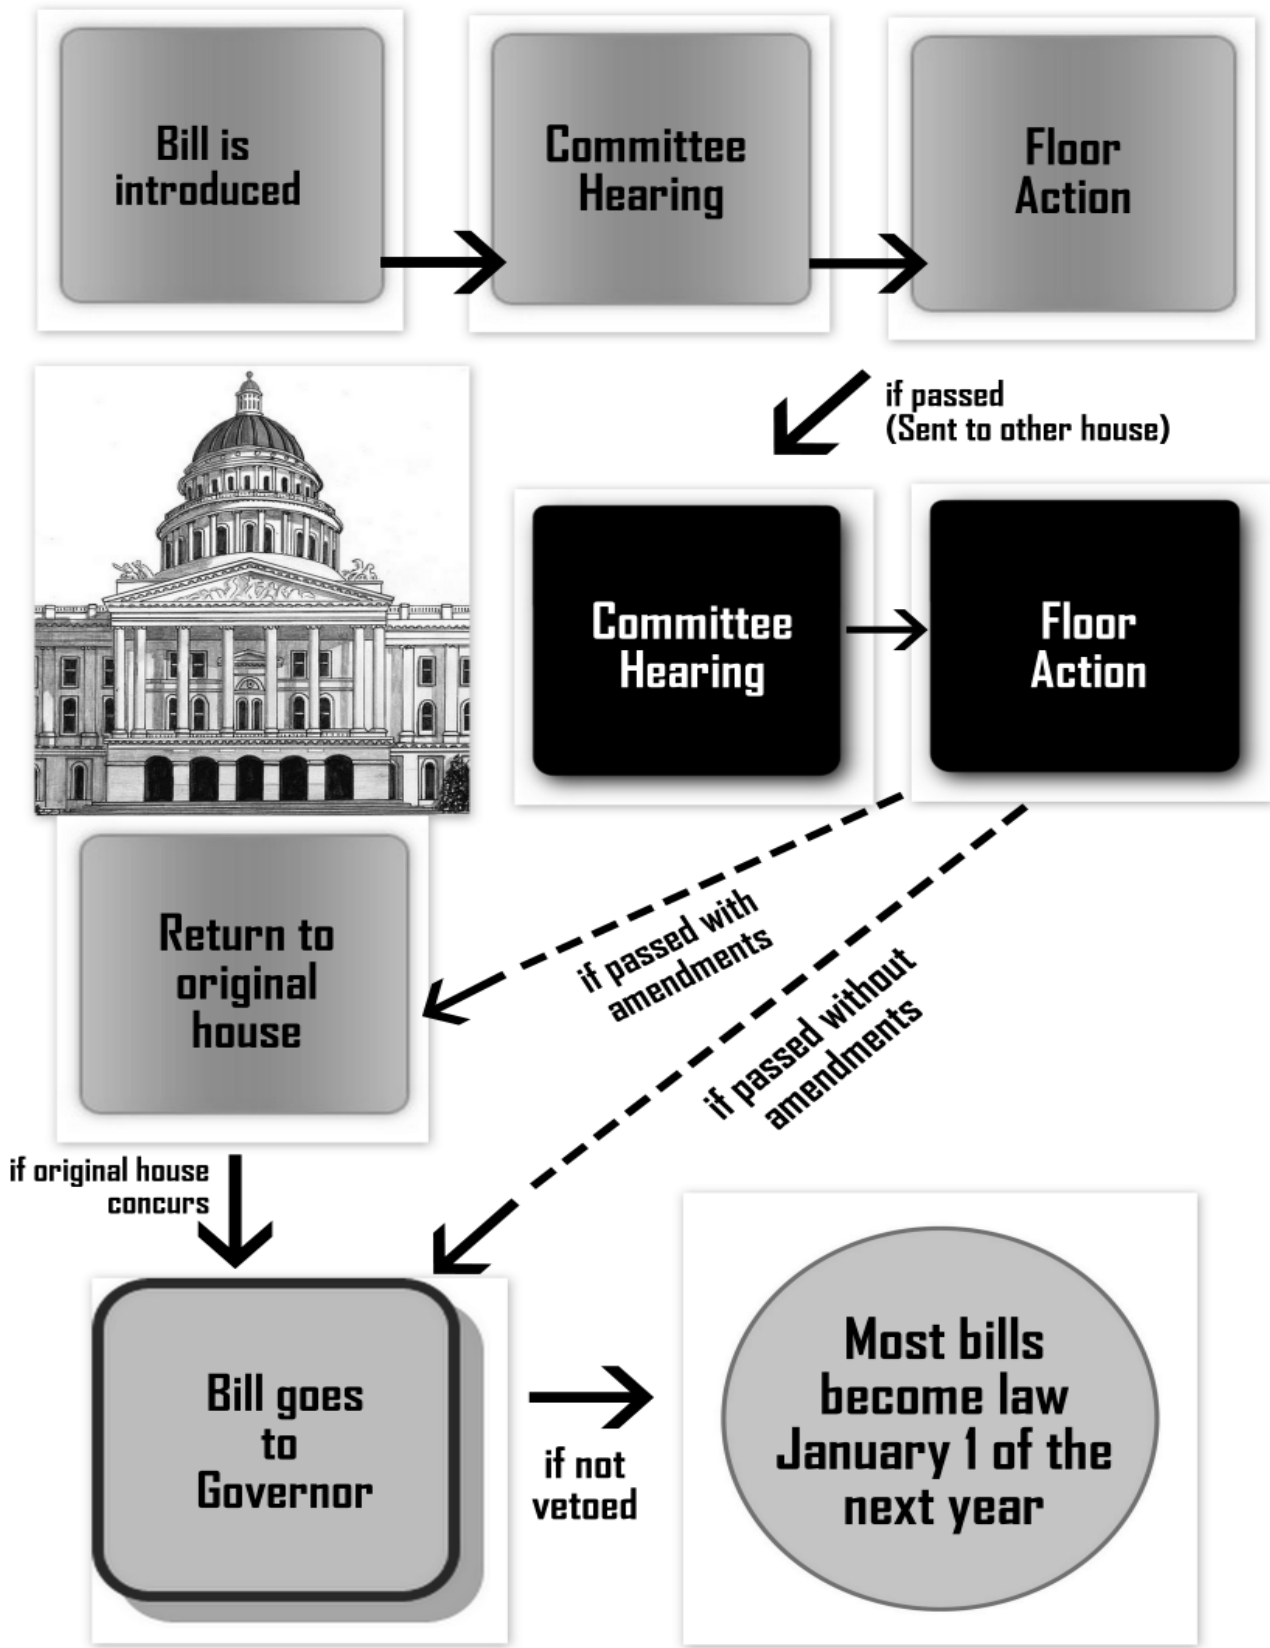 Bill is
introduced
Committee
Hearing
Floor
Action
if passed
(Sent to other house)
Committee
Hearing
Floor
Action
if passed with
amendments
if passed without
amendments
Return to
original
house
if original house
concurs
Bill goes
to
Governor
if not
vetoed
Most bills
become law
January 1 of the
next year